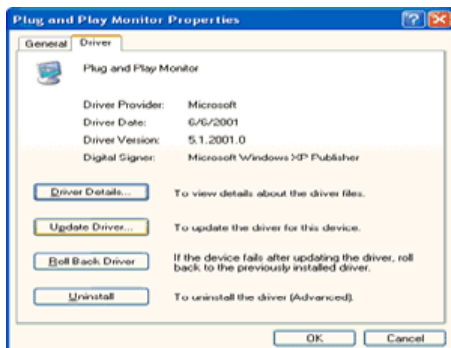 Plug and Play Monitor Properties
General Driver
Plug and Play Monitor
Driver Provider: Microsoft
Driver Date: 6/6/2001
Driver Version: 5.1.2001.0
Digital Signer: Microsoft Windows XP Publisher
Driver Details... To view details about the driver files.
Update Driver... To update the driver for this device.
Roll Back Driver If the device fails after updating the driver, roll
back to the previously installed driver.
Uninstall To uninstall the driver (Advanced).
OK Cancel